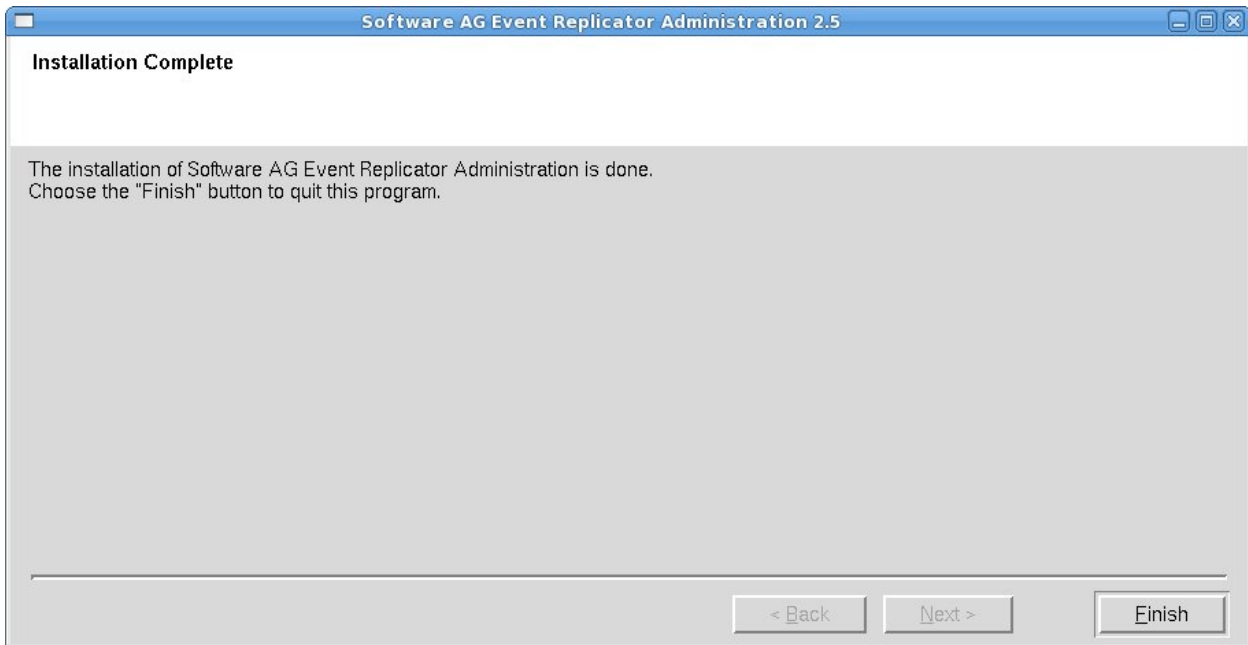 Software AG Event Replicator Administration 2.5
Installation Complete
The installation of Software AG Event Replicator Administration is done.
Choose the "Finish" button to quit this program.
< Back
Next >
Finish